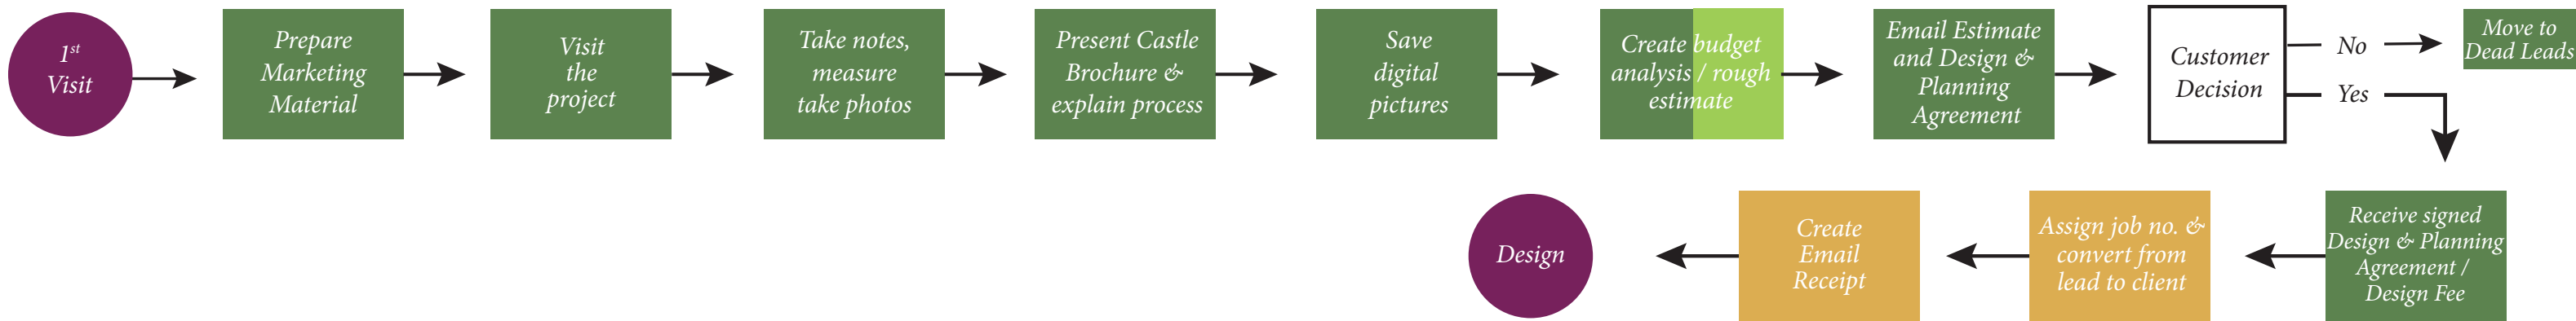 1st
Visit
Prepare
Marketing
Material
Visit
the
project
Take notes,
measure
take photos
Present Castle
Brochure &
explain process
Save
digital
pictures
Create budget
analysis / rough
estimate
Email Estimate
and Design &
Planning
Agreement
Customer
Decision
No
Yes
Move to
Dead Leads
Receive signed
Design & Planning
Agreement /
Design Fee
Assign job no. &
convert from
lead to client
Create
Email
Receipt
Design